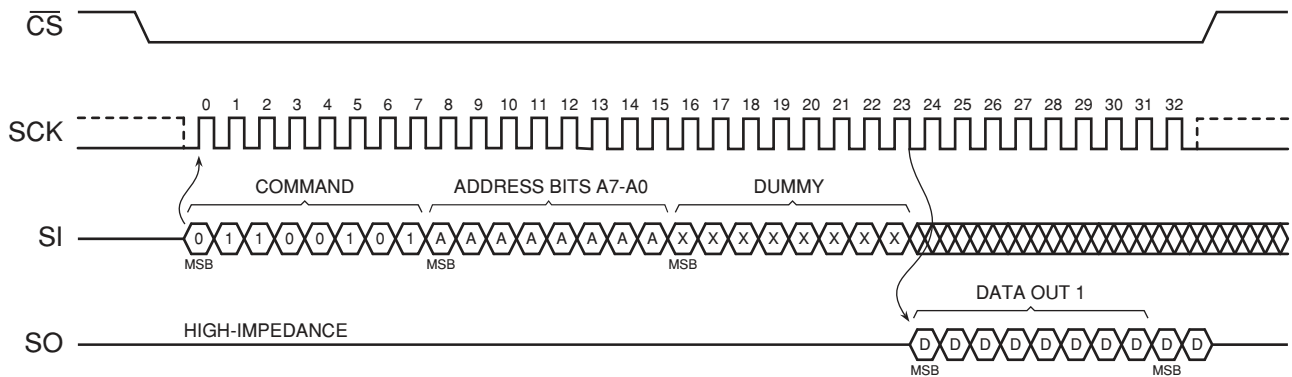 CS
0 1 2 3 4 5 6 7 8 9 10 11 12 13 14 15 16 17 18 19 20 21 22 23 24 25 26 27 28 29 30 31 32
SCK
COMMAND ADDRESS BITS A7-A0 DUMMY
SI 0 1 1 0 0 1 0 1 A A A A A A A A X X X X X X X X
MSB MSB MSB
DATA OUT 1
HIGH-IMPEDANCE
SO D D D D D D D D D D
MSB MSB